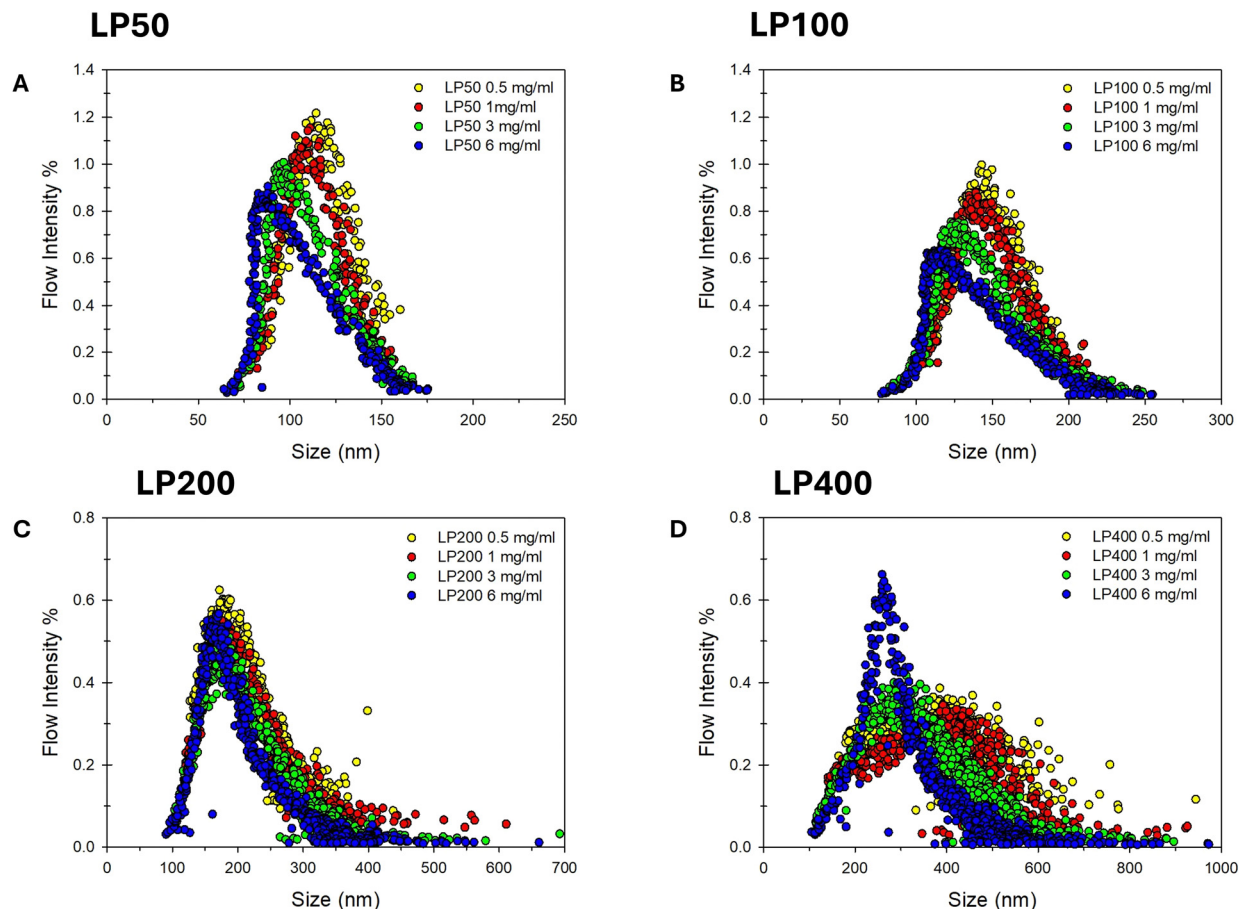 LP50
A
1.4
1.2
1.0
0.8
0.6
0.4
0.2
0.0
Flow Intensity %
LP50 0.5 mg/ml
LP50 1mg/ml
LP50 3 mg/ml
LP50 6 mg/ml
0 50 100 150 200 250
Size (nm)
LP100
B
1.4
1.2
1.0
0.8
0.6
0.4
0.2
0.0
Flow Intensity %
LP100 0.5 mg/ml
LP100 1 mg/ml
LP100 3 mg/ml
LP100 6 mg/ml
0 50 100 150 200 250 300
Size (nm)
LP200
C
0.8
0.6
0.4
0.2
0.0
Flow Intensity %
LP200 0.5 mg/ml
LP200 1 mg/ml
LP200 3 mg/ml
LP200 6 mg/ml
0 100 200 300 400 500 600 700
Size (nm)
LP400
D
0.8
0.6
0.4
0.2
0.0
Flow Intensity %
LP400 0.5 mg/ml
LP400 1 mg/ml
LP400 3 mg/ml
LP400 6 mg/ml
0 200 400 600 800 1000
Size (nm)